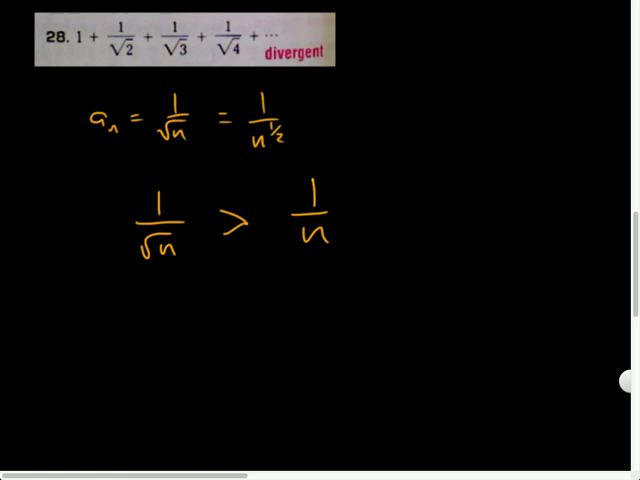 28. 1 + 1/√2 + 1/√3 + 1/√4 + ···
divergent
aₙ = 1/√n = 1/n^½
1/√n > 1/n